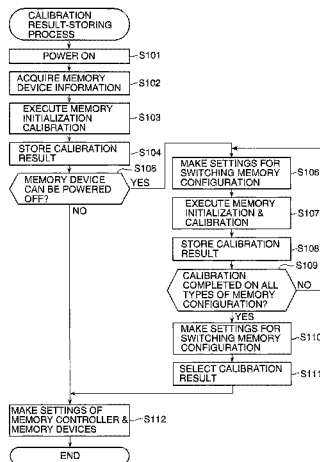 CALIBRATION
RESULT-STORING
PROCESS
POWER ON
S101
ACQUIRE MEMORY
DEVICE INFORMATION
S102
EXECUTE MEMORY
INITIALIZATION
CALIBRATION
S103
STORE CALIBRATION
RESULT
S104
MEMORY DEVICE
CAN BE POWERED
OFF?
S105
YES
NO
MAKE SETTINGS FOR
SWITCHING MEMORY
CONFIGURATION
S106
EXECUTE MEMORY
INITIALIZATION &
CALIBRATION
S107
STORE CALIBRATION
RESULT
S108
CALIBRATION
COMPLETED ON ALL
TYPES OF MEMORY
CONFIGURATION?
S109
NO
YES
MAKE SETTINGS FOR
SWITCHING MEMORY
CONFIGURATION
S110
SELECT CALIBRATION
RESULT
S111
MAKE SETTINGS OF
MEMORY CONTROLLER &
MEMORY DEVICES
S112
END